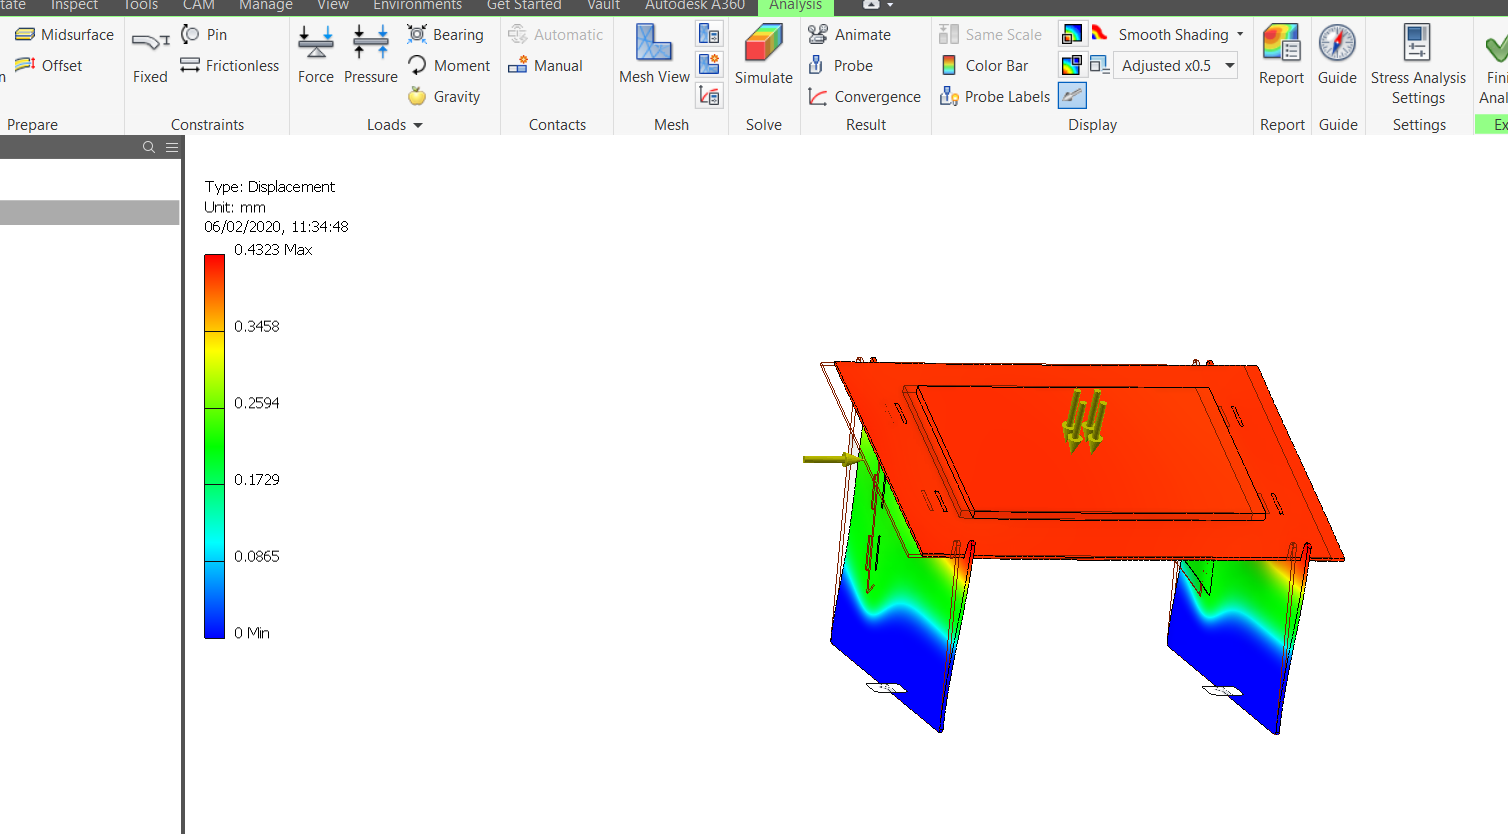 tate Inspect Tools CAM Manage View Environments Get Started Vault Autodesk A360 Analysis
Midsurface
Offset
n
Prepare
Fixed
Pin
Frictionless
Constraints
Force
Pressure
Bearing
Moment
Gravity
Loads
Automatic
Manual
Contacts
Mesh View
Mesh
Simulate
Solve
Animate
Probe
Convergence
Result
Same Scale
Color Bar
Probe Labels
Smooth Shading
Adjusted x0.5
Display
Report
Report
Guide
Guide
Stress Analysis
Settings
Settings
Fini
Anal
Ex
Type: Displacement
Unit: mm
06/02/2020, 11:34:48
0.4323 Max
0.3458
0.2594
0.1729
0.0865
0 Min